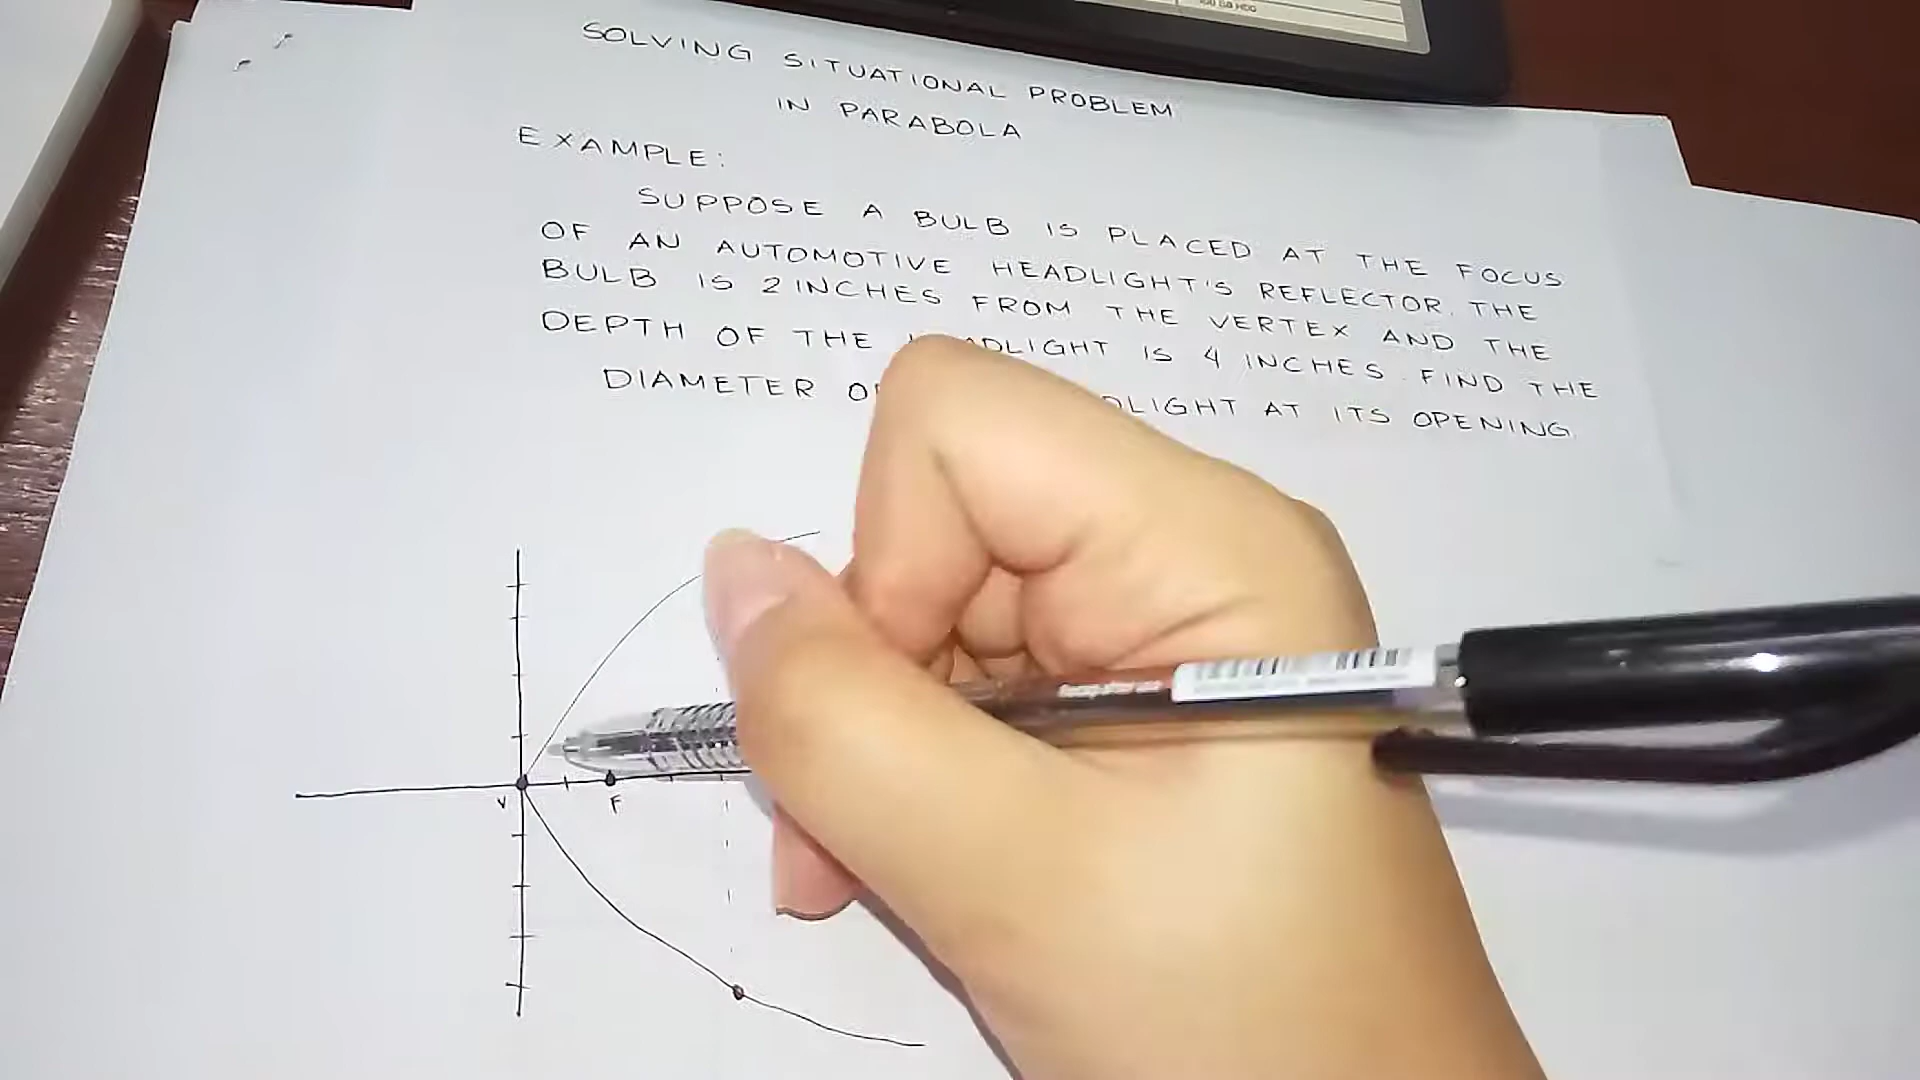 SOLVING SITUATIONAL PROBLEM
IN PARABOLA
EXAMPLE:
SUPPOSE A BULB IS PLACED AT THE FOCUS
OF AN AUTOMOTIVE HEADLIGHT'S REFLECTOR. THE
BULB IS 2 INCHES FROM THE VERTEX AND THE
DEPTH OF THE ADLIGHT IS 4 INCHES. FIND THE
DIAMETER DLIGHT AT ITS OPENING
V F